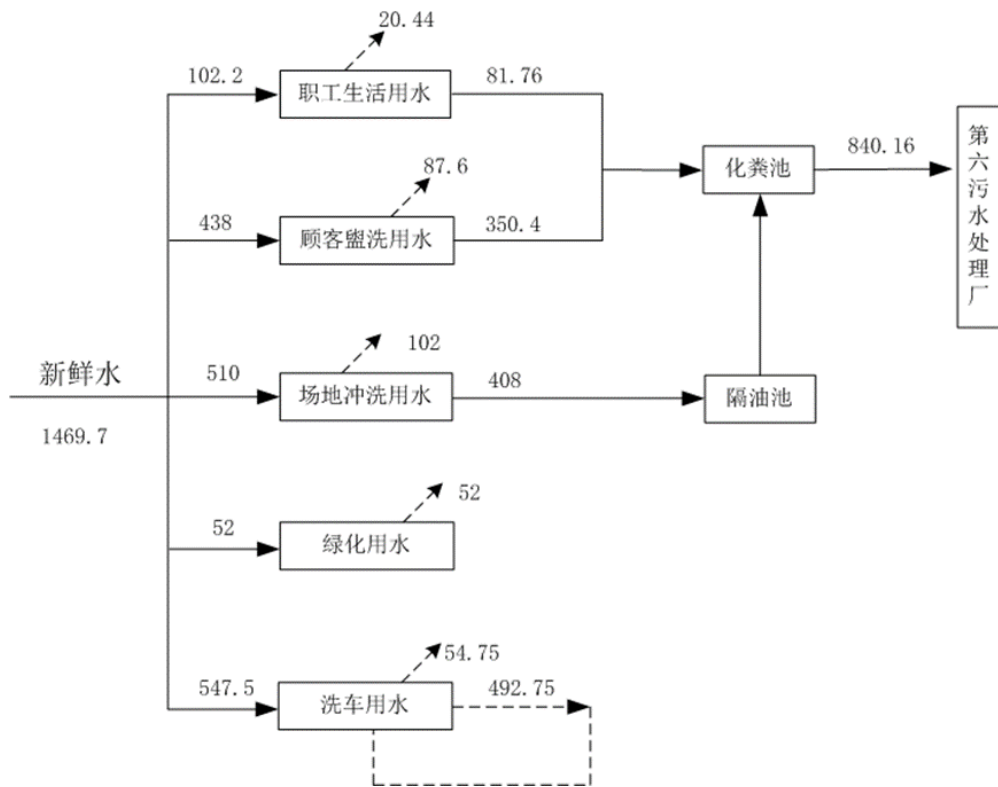 20.44
102.2
职工生活用水
81.76
87.6
438
顾客盥洗用水
350.4
化粪池
840.16
第六污水处理厂
新鲜水
1469.7
102
510
场地冲洗用水
408
隔油池
52
52
绿化用水
54.75
547.5
洗车用水
492.75